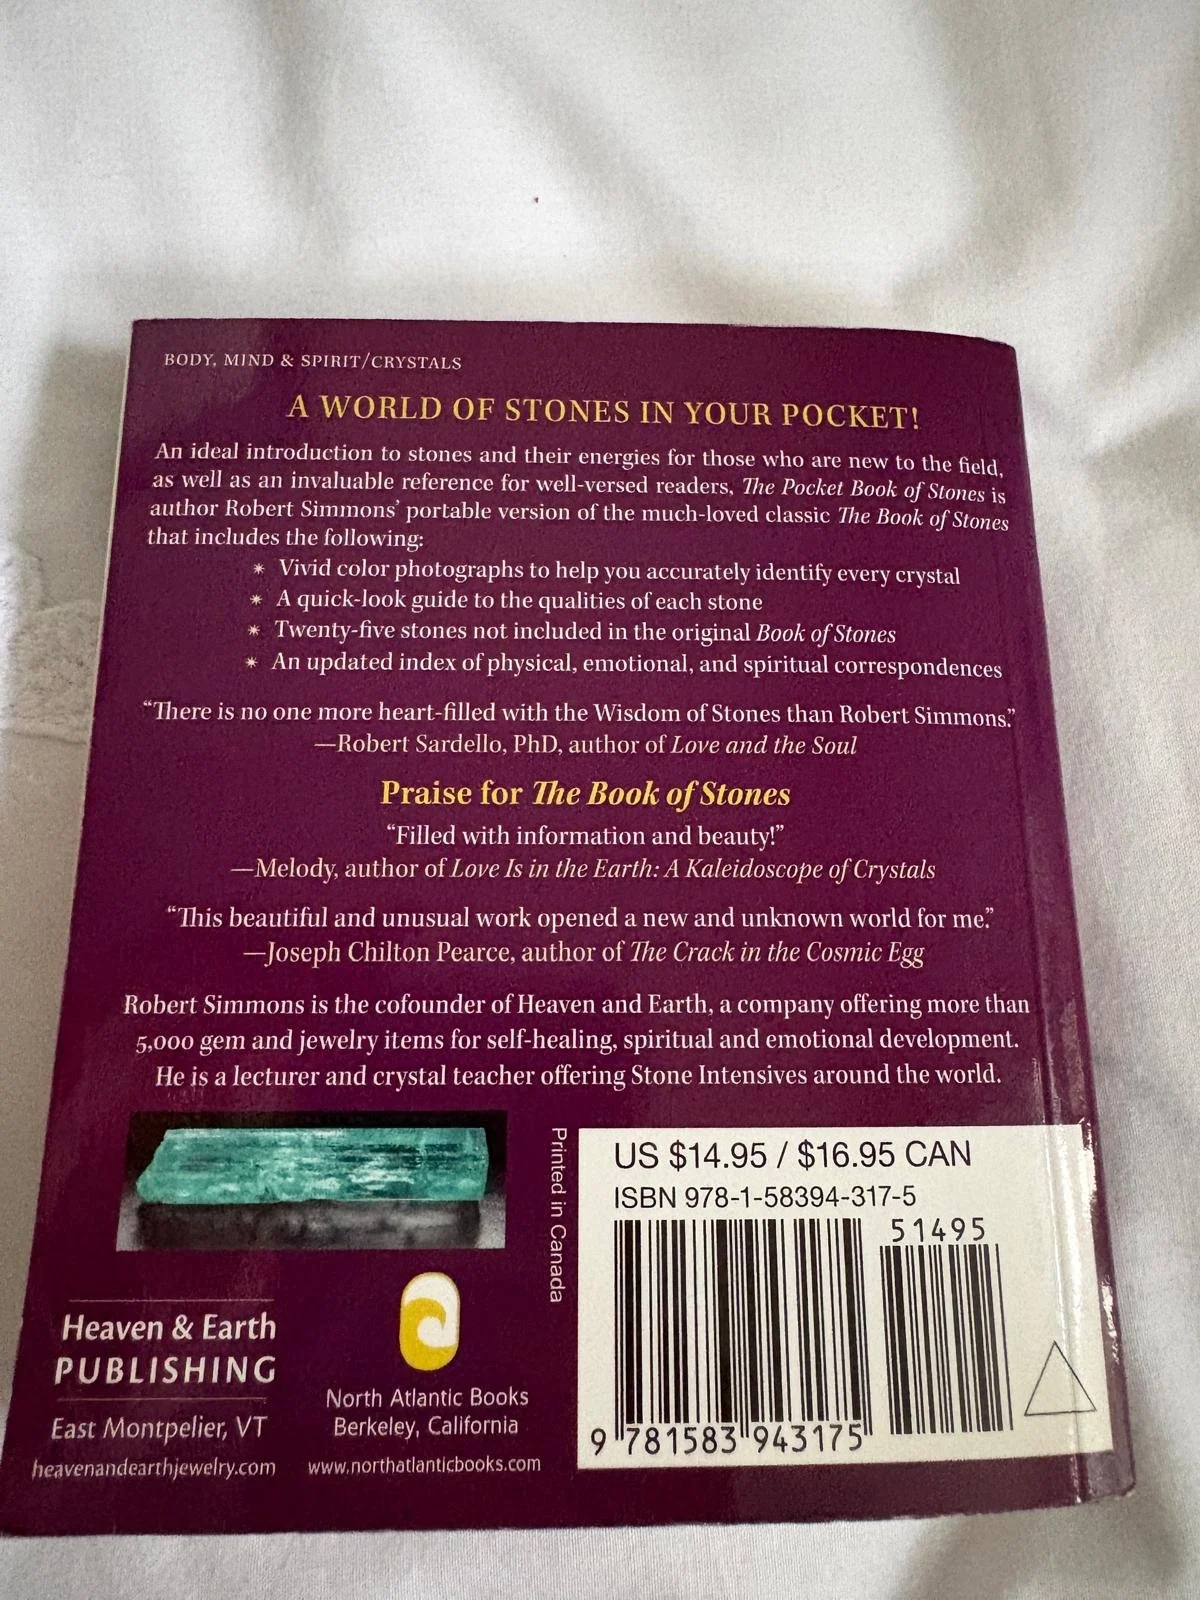 BODY, MIND & SPIRIT/CRYSTALS
A WORLD OF STONES IN YOUR POCKET!
An ideal introduction to stones and their energies for those who are new to the field,
as well as an invaluable reference for well-versed readers, The Pocket Book of Stones is
author Robert Simmons' portable version of the much-loved classic The Book of Stones
that includes the following:
* Vivid color photographs to help you accurately identify every crystal
* A quick-look guide to the qualities of each stone
* Twenty-five stones not included in the original Book of Stones
* An updated index of physical, emotional, and spiritual correspondences
“There is no one more heart-filled with the Wisdom of Stones than Robert Simmons.”
—Robert Sardello, PhD, author of Love and the Soul
Praise for The Book of Stones
“Filled with information and beauty!”
—Melody, author of Love Is in the Earth: A Kaleidoscope of Crystals
“This beautiful and unusual work opened a new and unknown world for me.”
—Joseph Chilton Pearce, author of The Crack in the Cosmic Egg
Robert Simmons is the cofounder of Heaven and Earth, a company offering more than
5,000 gem and jewelry items for self-healing, spiritual and emotional development.
He is a lecturer and crystal teacher offering Stone Intensives around the world.
Heaven & Earth
PUBLISHING
East Montpelier, VT
heavenandearthjewelry.com
North Atlantic Books
Berkeley, California
www.northatlanticbooks.com
Printed in Canada
US $14.95 / $16.95 CAN
ISBN 978-1-58394-317-5
51495
9 781583 943175